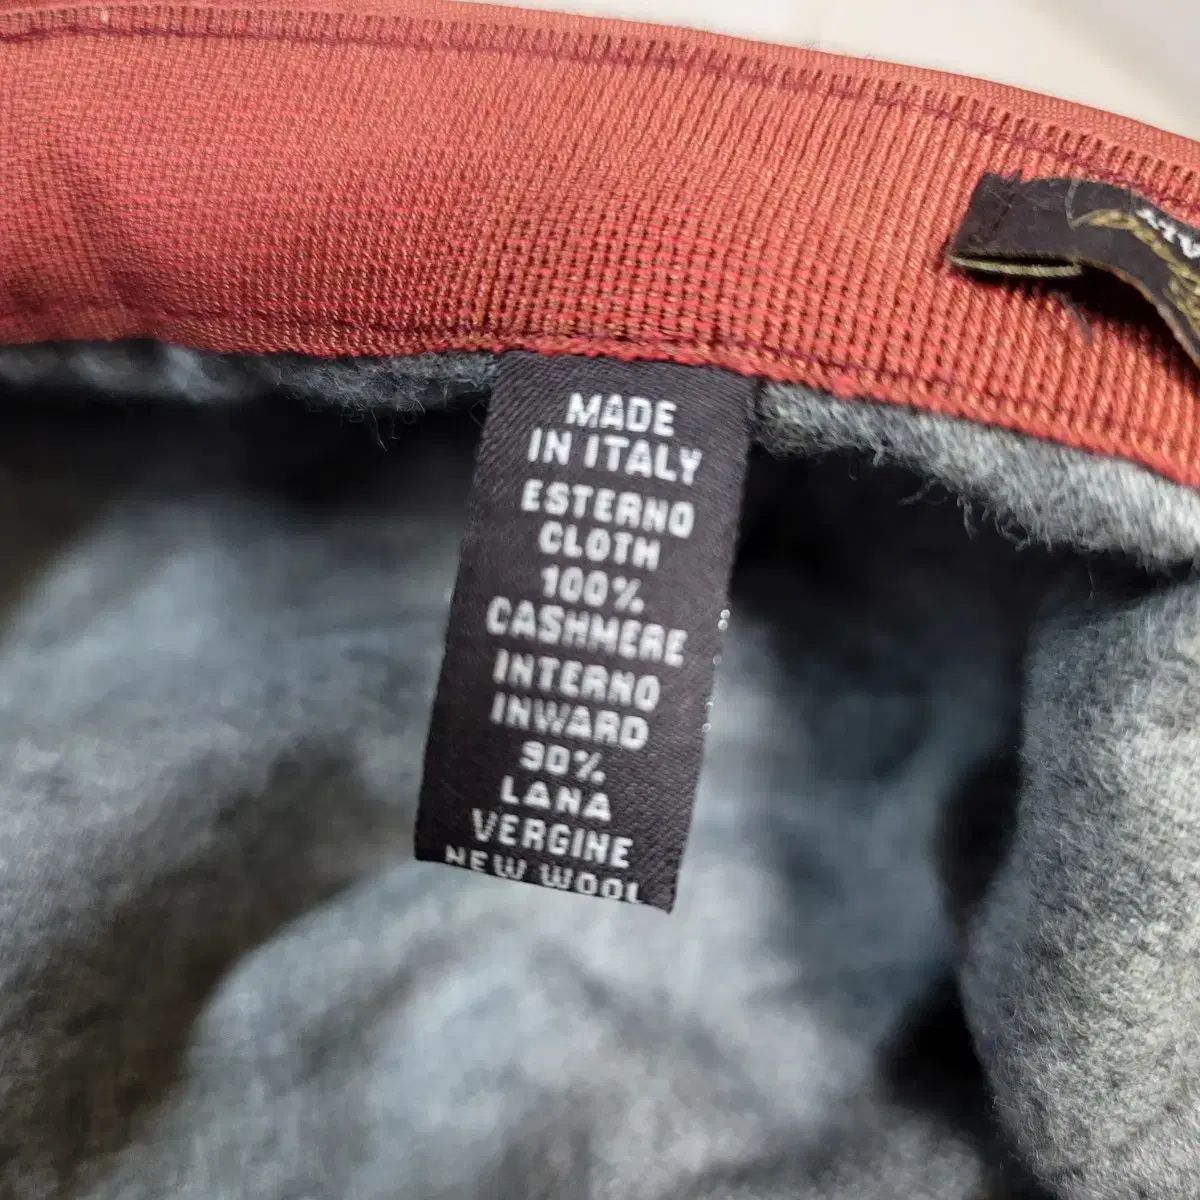 MADE
IN ITALY
ESTERNO
CLOTH
100%
CASHMERE
INTERNO
INWARD
90%
LANA
VERGINE
NEW WOOL